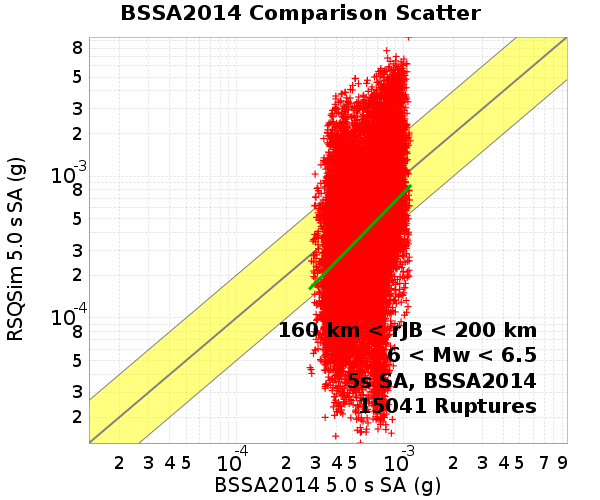 BSSA2014 Comparison Scatter
RSQSim 5.0 s SA (g)
8
5
3
2
10-3
8
5
3
2
10-4
8
5
3
2
160 km < rJB < 200 km
6 < Mw < 6.5
5s SA, BSSA2014
15041 Ruptures
2 3 4 5 10-4 2 3 4 5 10-3 2 3 4 5 7 9
BSSA2014 5.0 s SA (g)